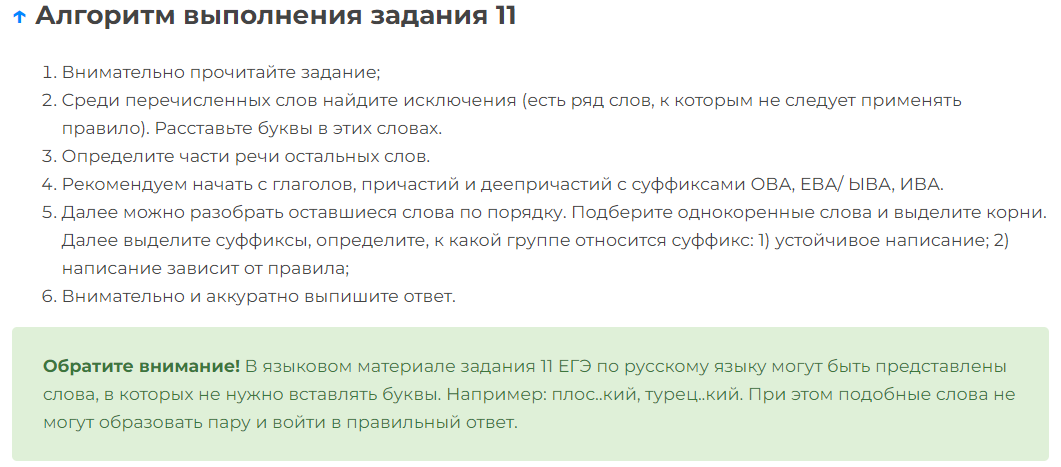 ↑ Алгоритм выполнения задания 11
1. Внимательно прочитайте задание;
2. Среди перечисленных слов найдите исключения (есть ряд слов, к которым не следует применять
правило). Расставьте буквы в этих словах.
3. Определите части речи остальных слов.
4. Рекомендуем начать с глаголов, причастий и деепричастий с суффиксами ОВА, ЕВА/ ЫВА, ИВА.
5. Далее можно разобрать оставшиеся слова по порядку. Подберите однокоренные слова и выделите корни.
Далее выделите суффиксы, определите, к какой группе относится суффикс: 1) устойчивое написание; 2)
написание зависит от правила;
6. Внимательно и аккуратно выпишите ответ.
Обратите внимание! В языковом материале задания 11 ЕГЭ по русскому языку могут быть представлены
слова, в которых не нужно вставлять буквы. Например: плос..кий, турец..кий. При этом подобные слова не
могут образовать пару и войти в правильный ответ.